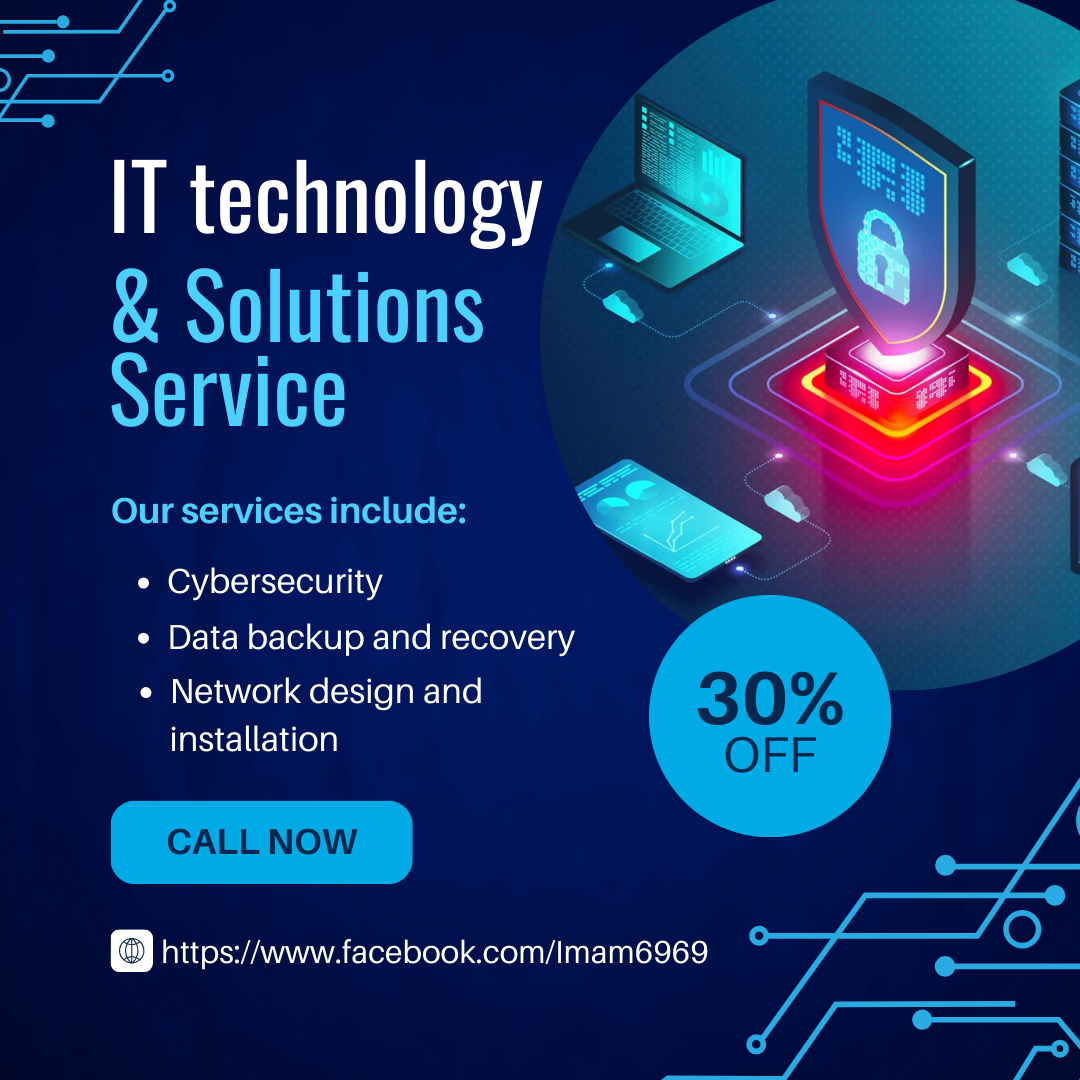 IT technology
& Solutions
Service
Our services include:
• Cybersecurity
• Data backup and recovery
• Network design and
installation
30%
OFF
CALL NOW
https://www.facebook.com/Imam6969